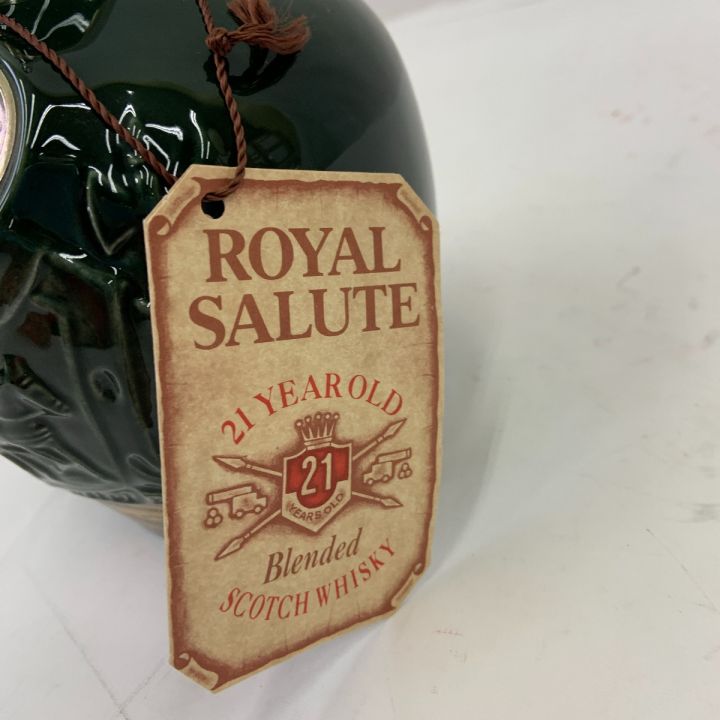 ROYAL
SALUTE
21 YEAR OLD
21
YEARS OLD
Blended
SCOTCH WHISKY